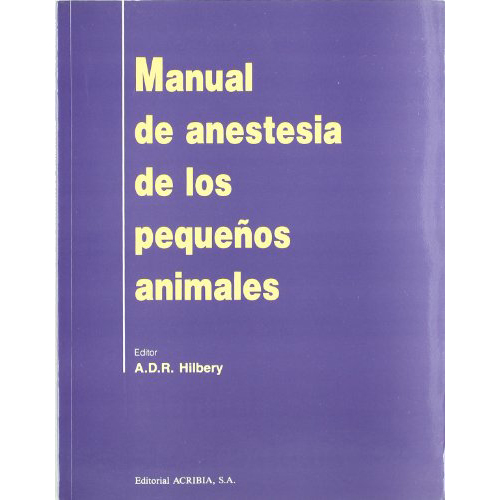 Manual
de anestesia
de los
pequeños
animales
Editor
A.D.R. Hilbery
Editorial ACRIBIA, S.A.